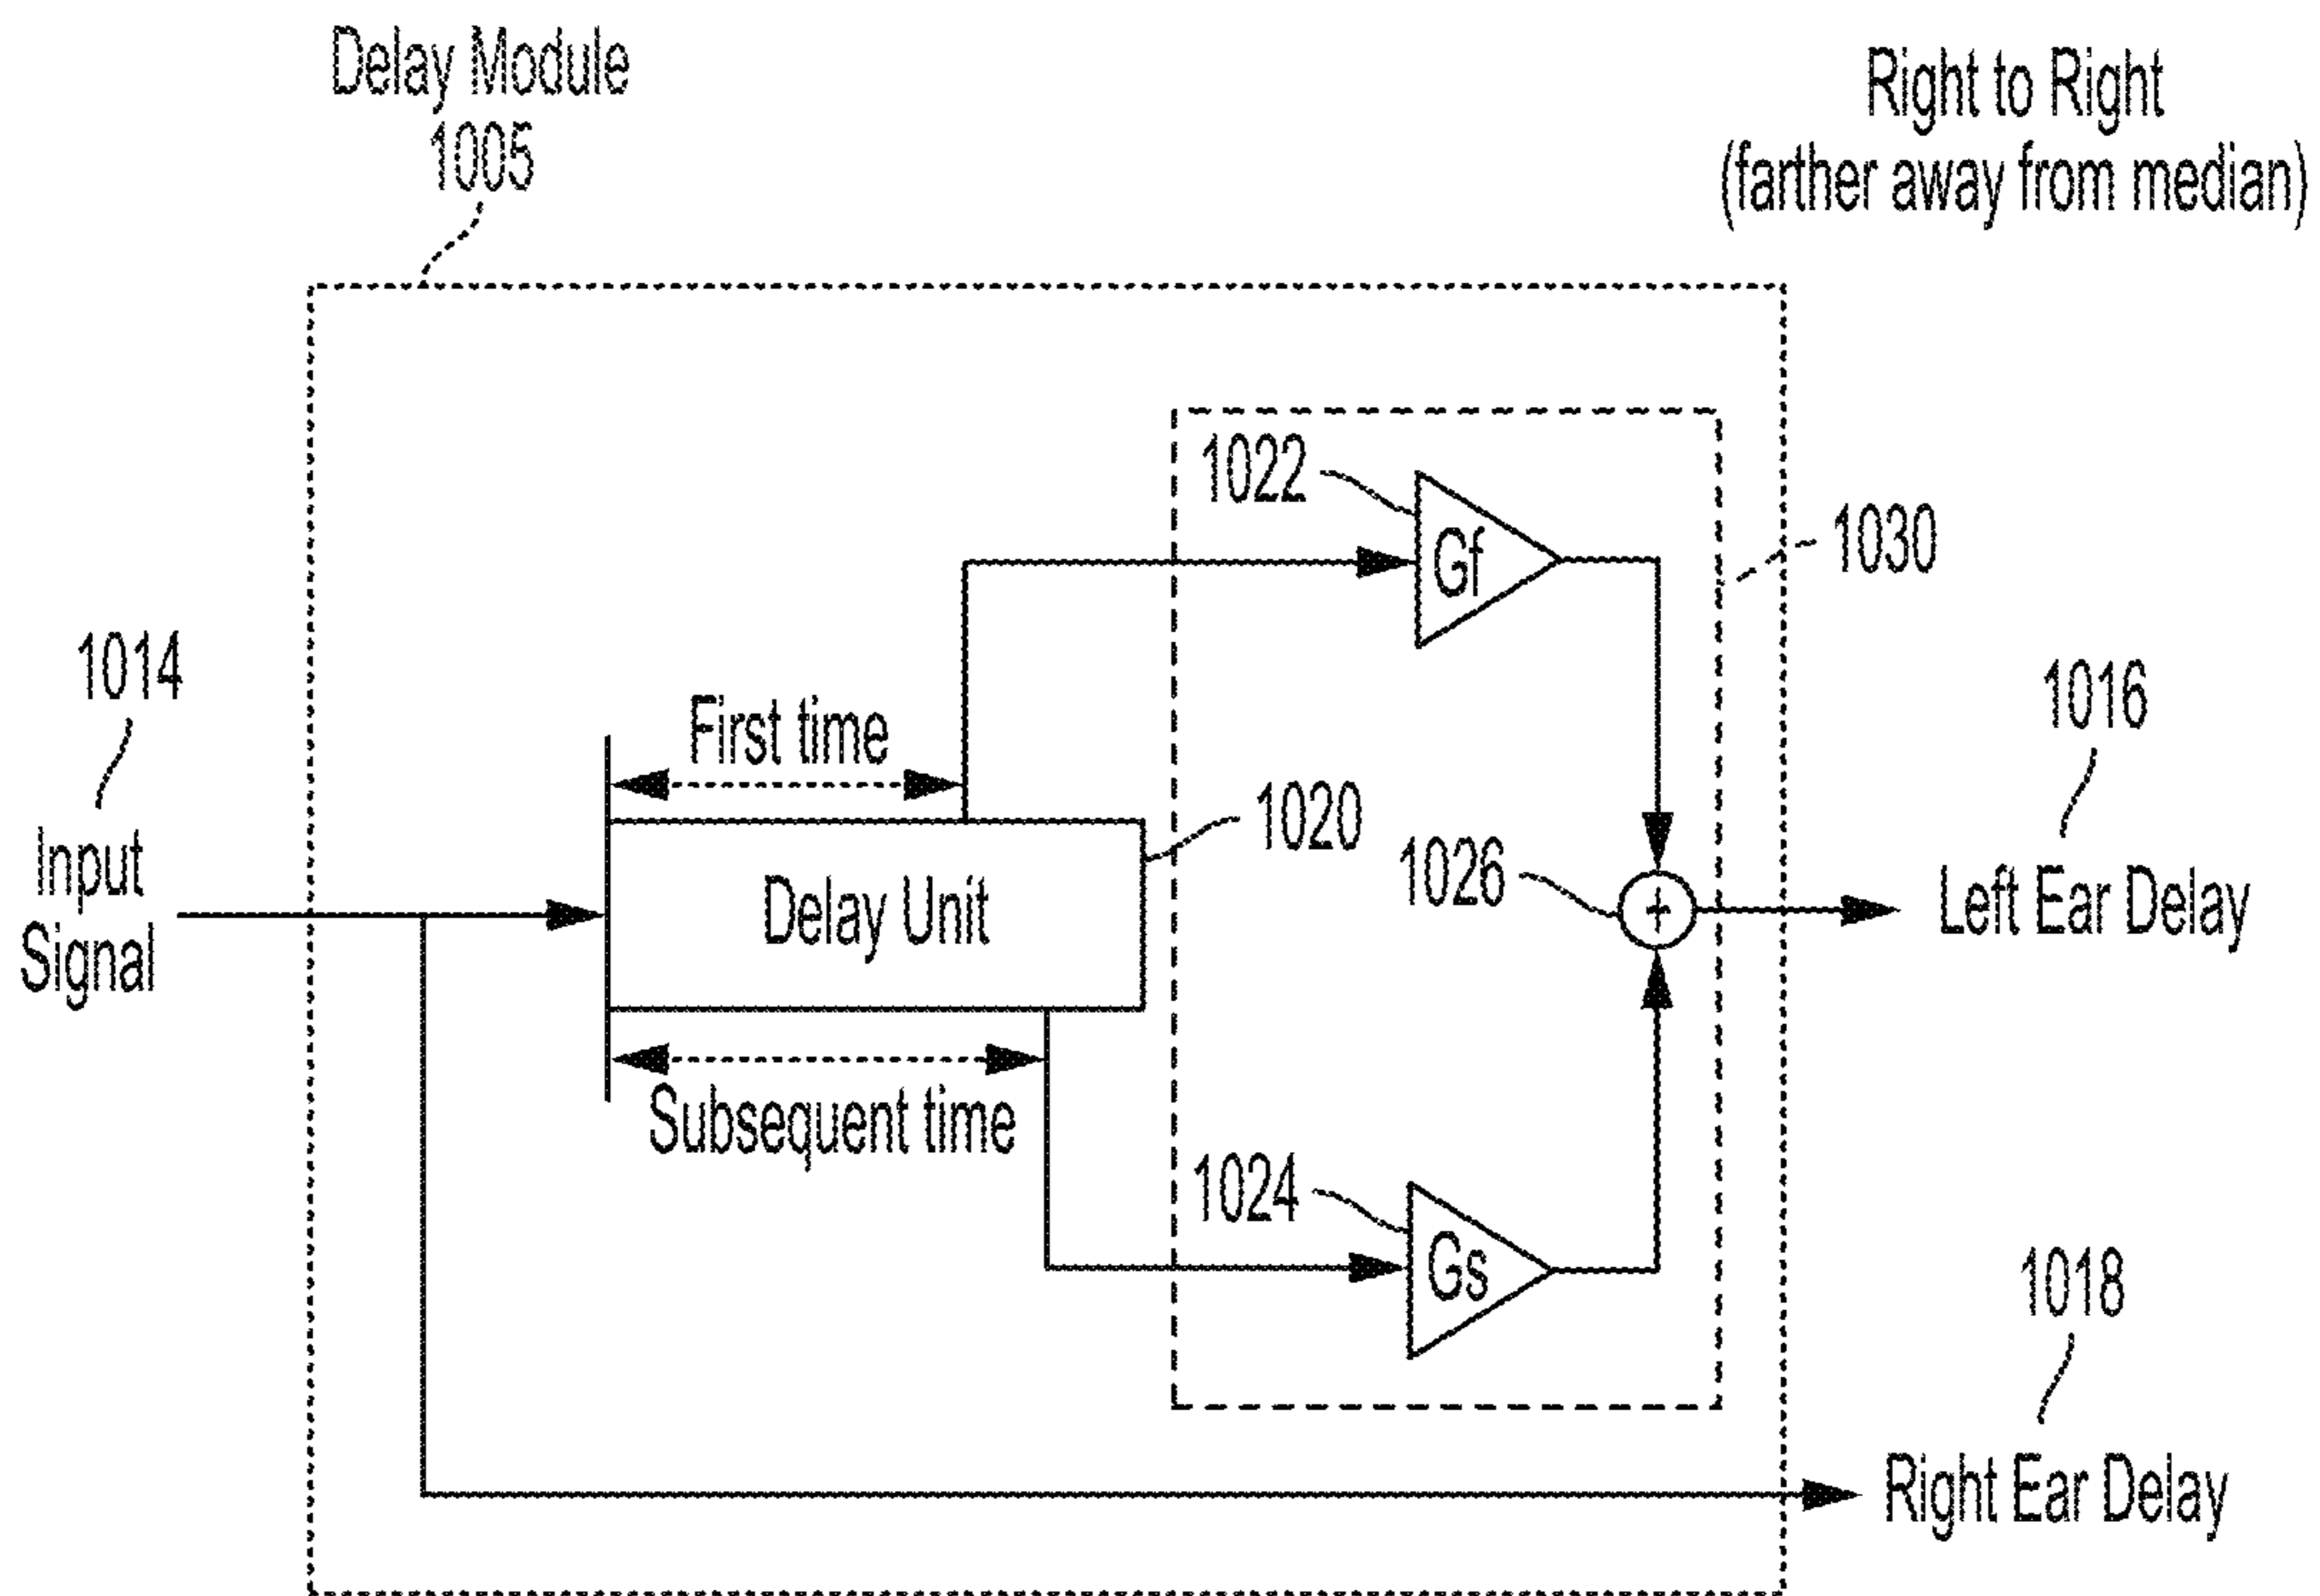 Delay Module
1005
Right to Right
(farther away from median)
1022
Gf
1030
1014
First time
1016
1020
Input
Signal
Delay Unit
1026
+
Left Ear Delay
Subsequent time
1024
Gs
1018
Right Ear Delay